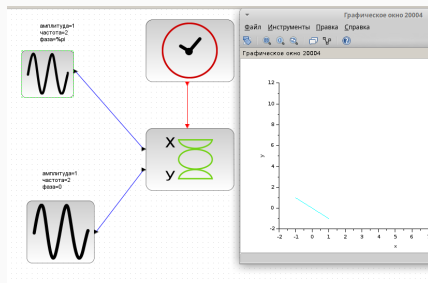 амплитуда=1
частота=2
фаза=%pi
X
У
амплитуда=1
частота=2
фаза=0
Графическое окно 20004
Файл Инструменты Правка Справка
Графическое окно 20004
12
10
8
6
y
4
2
0
-2
-2 -1 0 1 2 3 4 5 6
x